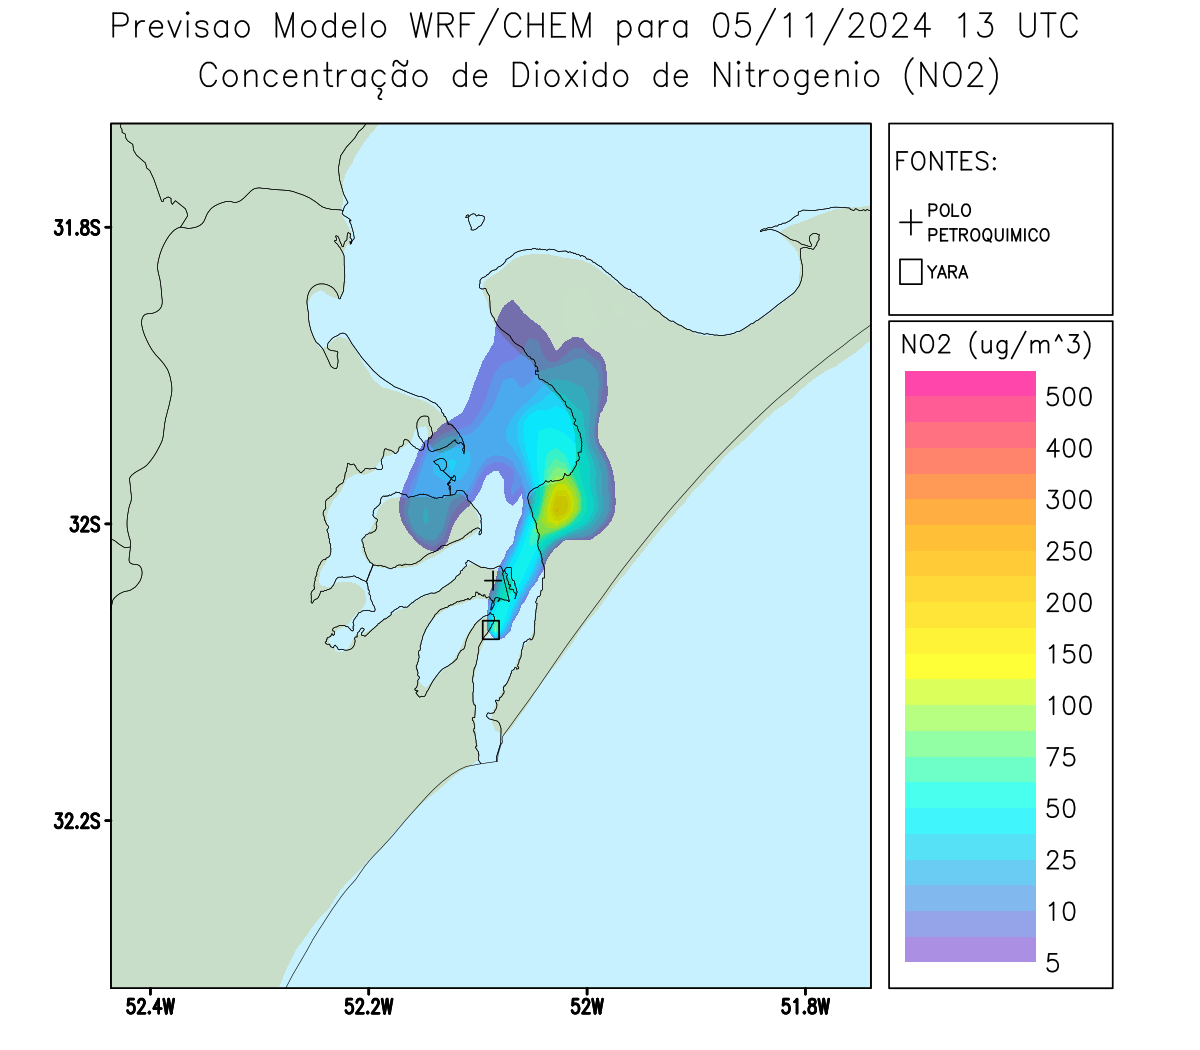 Previsao Modelo WRF/CHEM para 05/11/2024 13 UTC
Concentração de Dioxido de Nitrogenio (NO2)
FONTES:
POLO
PETROQUIMICO
YARA
NO2 (ug/m^3)
500
400
300
250
200
150
100
75
50
25
10
5
31.8S
32S
32.2S
52.4W
52.2W
52W
51.8W